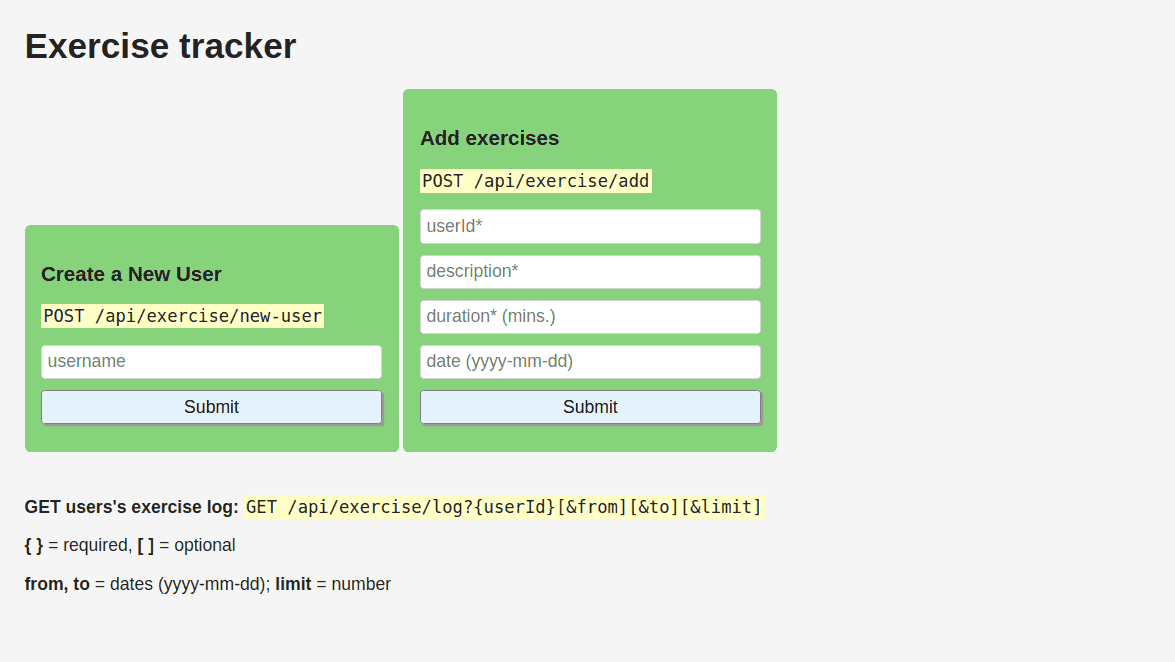 Exercise tracker
Create a New User
POST /api/exercise/new-user
username
Submit
Add exercises
POST /api/exercise/add
userId*
description*
duration* (mins.)
date (yyyy-mm-dd)
Submit
GET users's exercise log: GET /api/exercise/log?{userId}[&from][&to][&limit]
{ } = required, [ ] = optional
from, to = dates (yyyy-mm-dd); limit = number